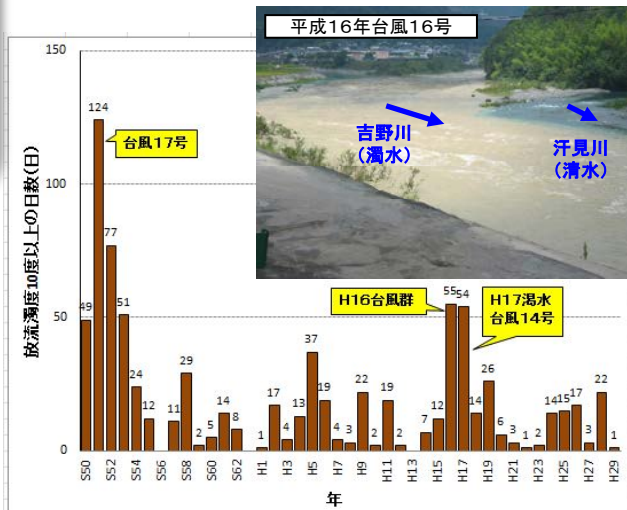 平成16年台風16号
吉野川
(濁水)
汗見川
(清水)
放流濁度10度以上の日数(日)
150
100
50
0
台風17号
H16台風群
H17渇水
台風14号
49
124
77
51
24
12
11
29
2
5
14
8
1
17
4
13
37
19
4
3
22
2
19
2
7
12
55
54
14
26
6
3
1
2
14
15
17
3
22
1
S50
S52
S54
S56
S58
S60
S62
H1
H3
H5
H7
H9
H11
H13
H15
H17
H19
H21
H23
H25
H27
H29
年